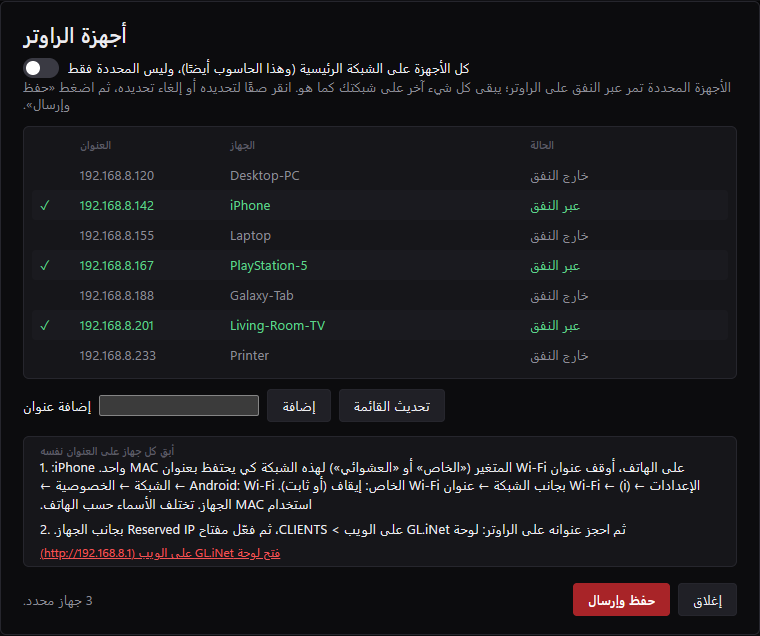 أجهزة الراوتر
كل الأجهزة على الشبكة الرئيسية (وهذا الحاسوب أيضًا)، وليس المحددة فقط
الأجهزة المحددة تمر عبر النفق على الراوتر؛ يبقى كل شيء آخر على شبكتك كما هو. انقر صفًا لتحديده أو إلغاء تحديده، ثم اضغط «حفظ
وإرسال».
العنوان الجهاز الحالة
192.168.8.120 Desktop-PC خارج النفق
✓ 192.168.8.142 iPhone عبر النفق
192.168.8.155 Laptop خارج النفق
✓ 192.168.8.167 PlayStation-5 عبر النفق
192.168.8.188 Galaxy-Tab خارج النفق
✓ 192.168.8.201 Living-Room-TV عبر النفق
192.168.8.233 Printer خارج النفق
إضافة عنوان إضافة تحديث القائمة
أبقِ كل جهاز على العنوان نفسه
1. على الهاتف، أوقف عنوان Wi-Fi المتغير («الخاص» أو «العشوائي») لهذه الشبكة كي يحتفظ بعنوان MAC واحد. iPhone:
الإعدادات ← Wi-Fi ← (i) بجانب الشبكة ← عنوان Wi-Fi الخاص: إيقاف (أو ثابت). Android: Wi-Fi ← الشبكة ← الخصوصية ←
استخدام MAC الجهاز. تختلف الأسماء حسب الهاتف.
2. ثم احجز عنوانه على الراوتر: لوحة GL.iNet على الويب > CLIENTS، ثم فعّل مفتاح Reserved IP بجانب الجهاز.
فتح لوحة GL.iNet على الويب (http://192.168.8.1)
3 جهاز محدد. حفظ وإرسال إغلاق